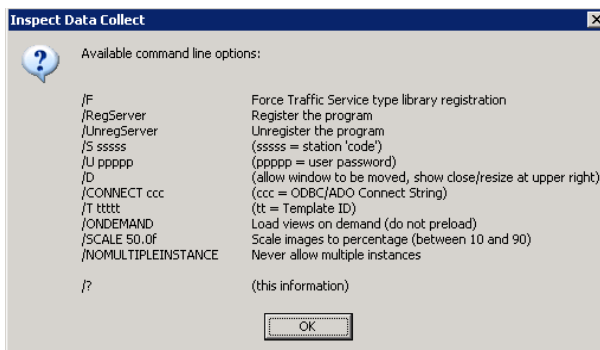 Inspect Data Collect
Available command line options:
/F Force Traffic Service type library registration
/RegServer Register the program
/UnregServer Unregister the program
/S sssss (sssss = station 'code')
/U ppppp (ppppp = user password)
/D (allow window to be moved, show close/resize at upper right)
/CONNECT ccc (ccc = ODBC/ADO Connect String)
/T ttttt (tt = Template ID)
/ONDEMAND Load views on demand (do not preload)
/SCALE 50.0f Scale images to percentage (between 10 and 90)
/NOMULTIPLEINSTANCE Never allow multiple instances
/? (this information)
OK